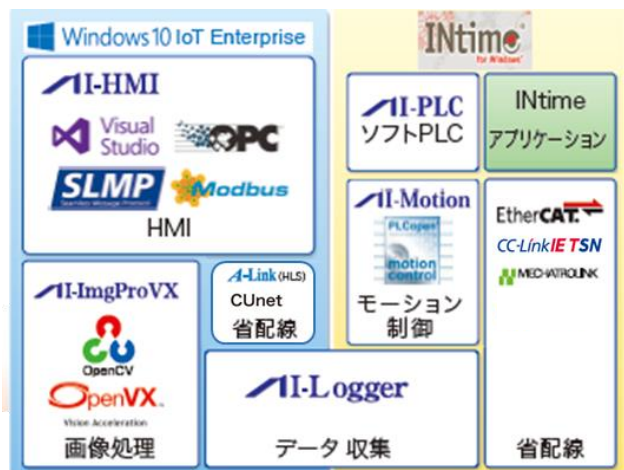 Windows 10 IoT Enterprise
AI-HMI
Visual
Studio
OPC
SLMP
Seamless Message Protocol
Modbus
HMI
AI-ImgProVX
OpenCV
OpenVX
Vision Acceleration
画像処理
A-Link (HLS)
CUnet
省配線
INtime
for Windows
AI-PLC
ソフトPLC
INtime
アプリケーション
AI-Motion
PLCopen
motion
control
モーション
制御
EtherCAT
CC-Link IE TSN
MECHATROLINK
省配線
AI-Logger
データ 収集